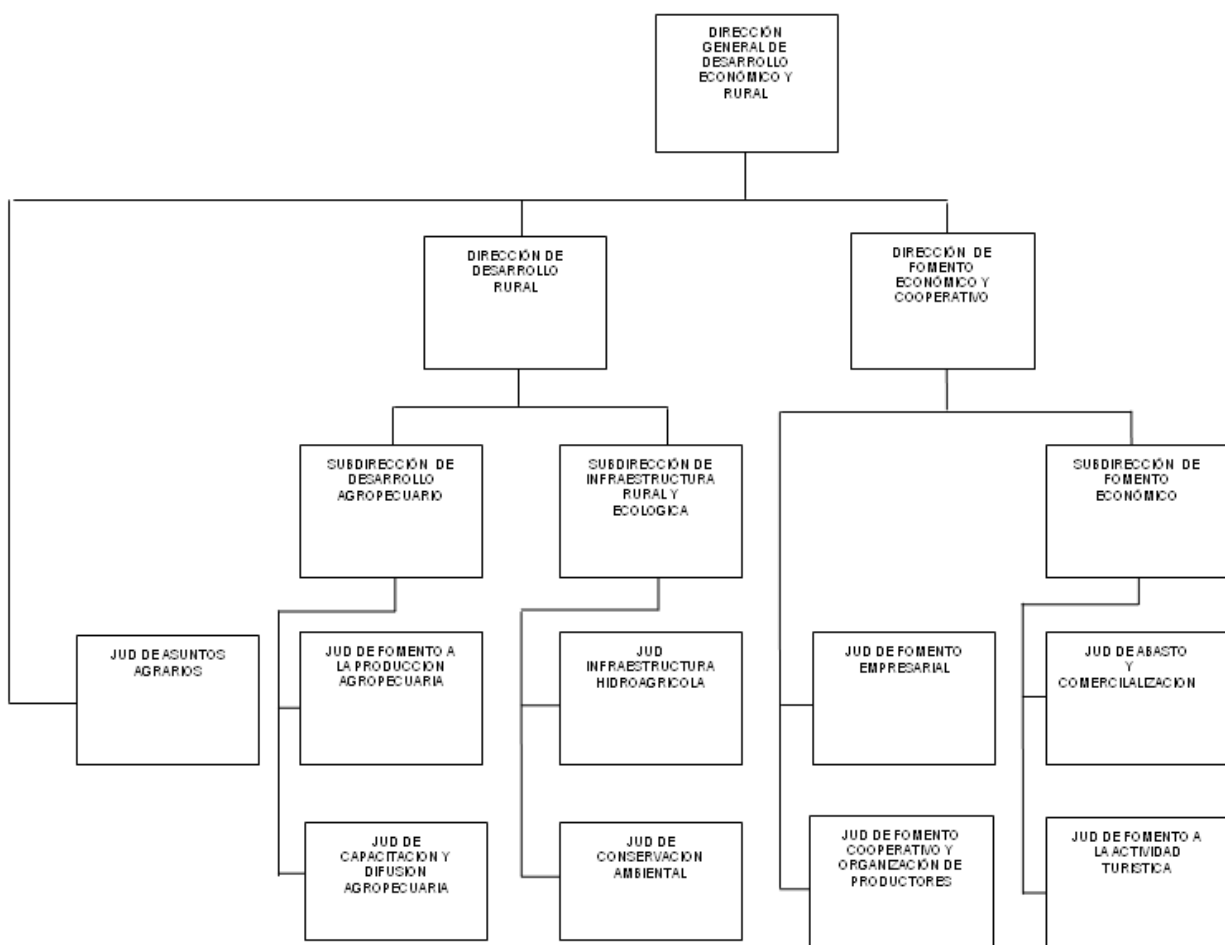 DIRECCIÓN
GENERAL DE
DESARROLLO
ECONÓMICO Y
RURAL
DIRECCIÓN DE
DESARROLLO
RURAL
DIRECCIÓN DE
FOMENTO
ECONÓMICO Y
COOPERATIVO
SUBDIRECCIÓN DE
DESARROLLO
AGROPECUARIO
SUBDIRECCIÓN DE
INFRAESTRUCTURA
RURAL Y
ECOLOGICA
SUBDIRECCIÓN DE
FOMENTO
ECONÓMICO
JUD DE ASUNTOS
AGRARIOS
JUD DE FOMENTO A
LA PRODUCCION
AGROPECUARIA
JUD
INFRAESTRUCTURA
HIDROAGRICOLA
JUD DE FOMENTO
EMPRESARIAL
JUD DE ABASTO
Y
COMERCILALIZACION
JUD DE
CAPACITACION Y
DIFUSIÓN
AGROPECUARIA
JUD DE
CONSERVACION
AMBIENTAL
JUD DE FOMENTO
COOPERATIVO Y
ORGANIZACIÓN DE
PRODUCTORES
JUD DE FOMENTO A
LA ACTIVIDAD
TURISTICA